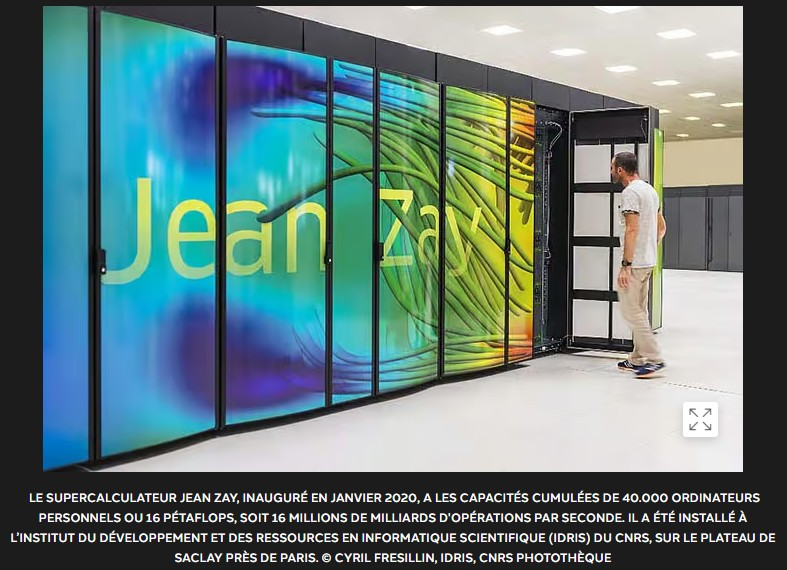 Jean Zay
LE SUPERCALCULATEUR JEAN ZAY, INAUGURÉ EN JANVIER 2020, A LES CAPACITÉS CUMULÉES DE 40.000 ORDINATEURS
PERSONNELS OU 16 PÉTAFLOPS, SOIT 16 MILLIONS DE MILLIARDS D'OPÉRATIONS PAR SECONDE. IL A ÉTÉ INSTALLÉ À
L'INSTITUT DU DÉVELOPPEMENT ET DES RESSOURCES EN INFORMATIQUE SCIENTIFIQUE (IDRIS) DU CNRS, SUR LE PLATEAU DE
SACLAY PRÈS DE PARIS. © CYRIL FRESILLIN, IDRIS, CNRS PHOTOTHÈQUE